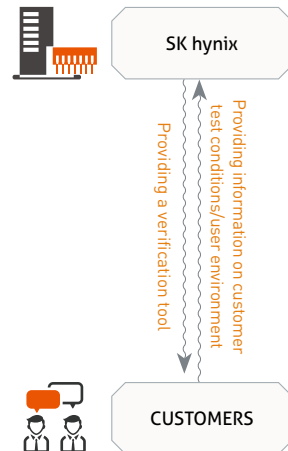 SK hynix
Providing a verification tool
Providing information on customer
test conditions/user environment
CUSTOMERS